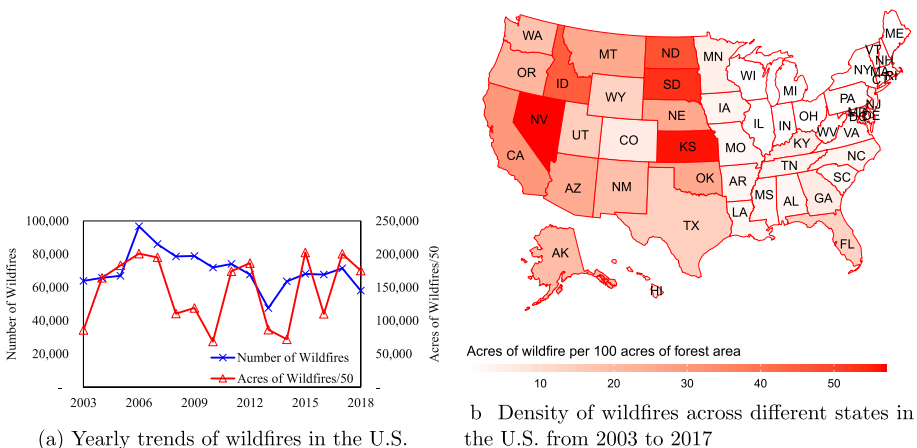 100,000
80,000
60,000
40,000
20,000
-
Number of Wildfires
250,000
200,000
150,000
100,000
50,000
-
Acres of Wildfires/50
Number of Wildfires
Acres of Wildfires/50
2003 2006 2009 2012 2015 2018
(a) Yearly trends of wildfires in the U.S.
WA MT ND MN ME
OR ID SD WI VT NH
WY MI NY MA
CT RI
NV NE IA PA NJ
UT CO IL IN OH MD DE
DC
CA KS MO WV VA
KY
AZ NM OK AR TN NC
SC
TX LA MS AL GA
AK FL
HI
Acres of wildfire per 100 acres of forest area
10 20 30 40 50
b Density of wildfires across different states in
the U.S. from 2003 to 2017